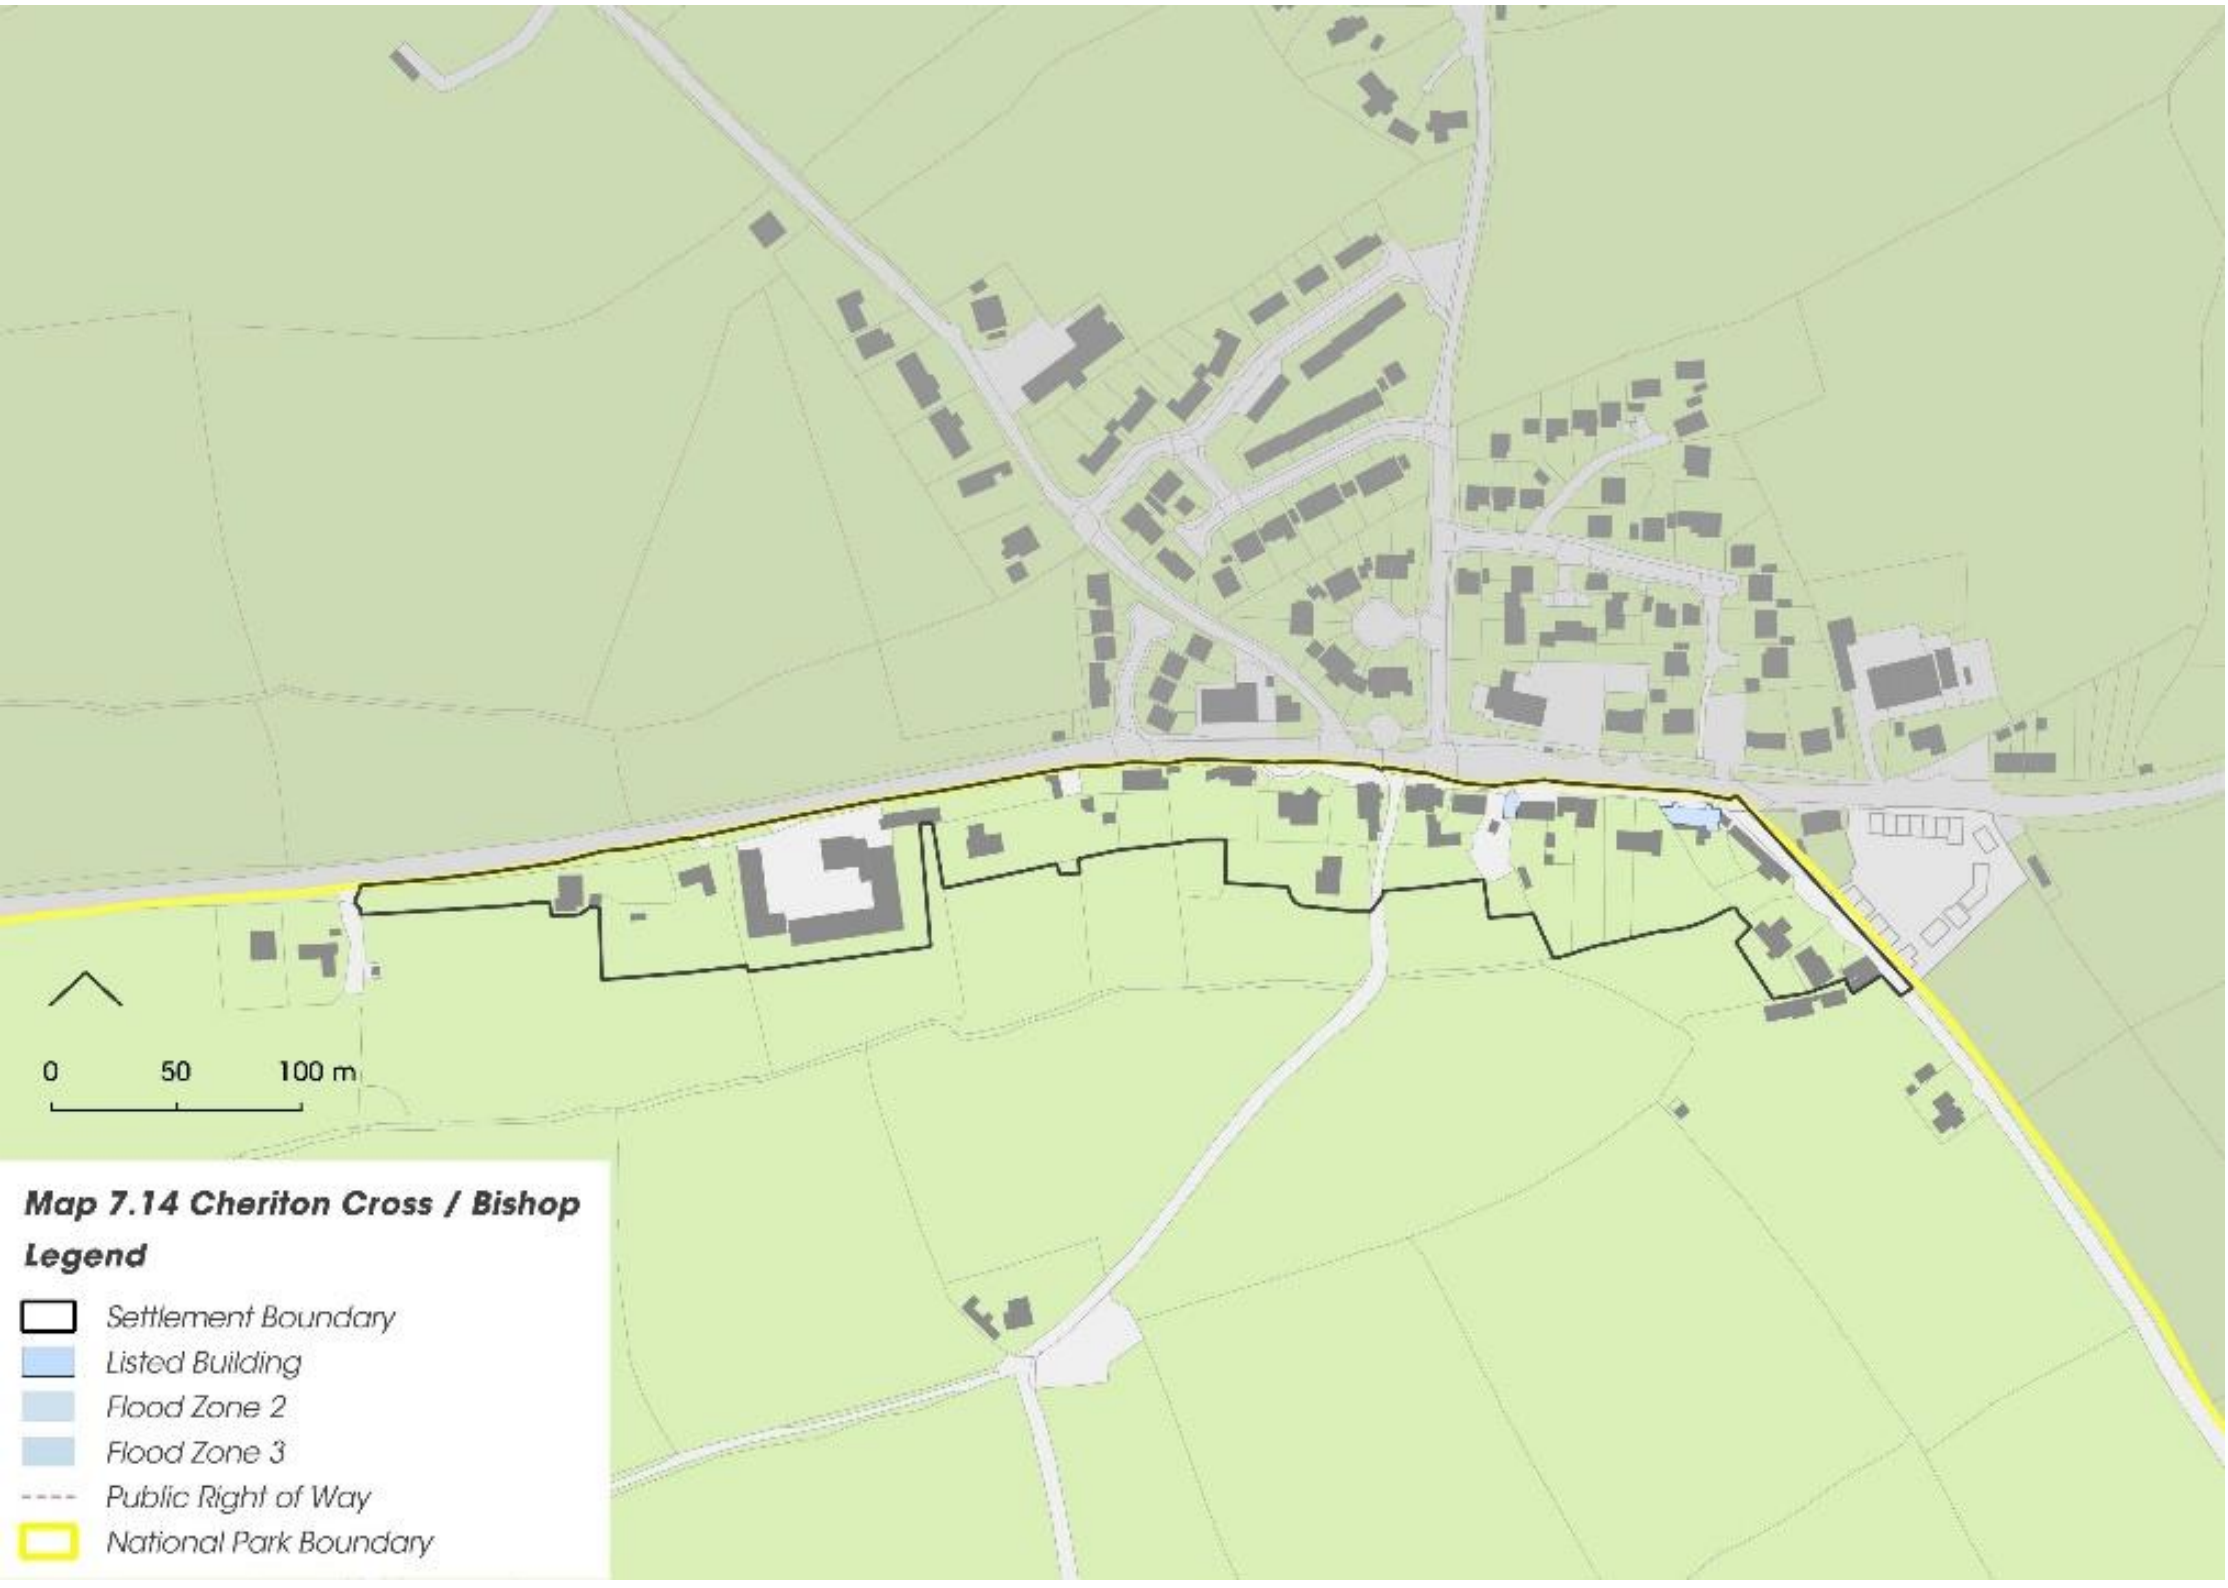 0 50 100 m
Map 7.14 Cheriton Cross / Bishop
Legend
Settlement Boundary
Listed Building
Flood Zone 2
Flood Zone 3
Public Right of Way
National Park Boundary